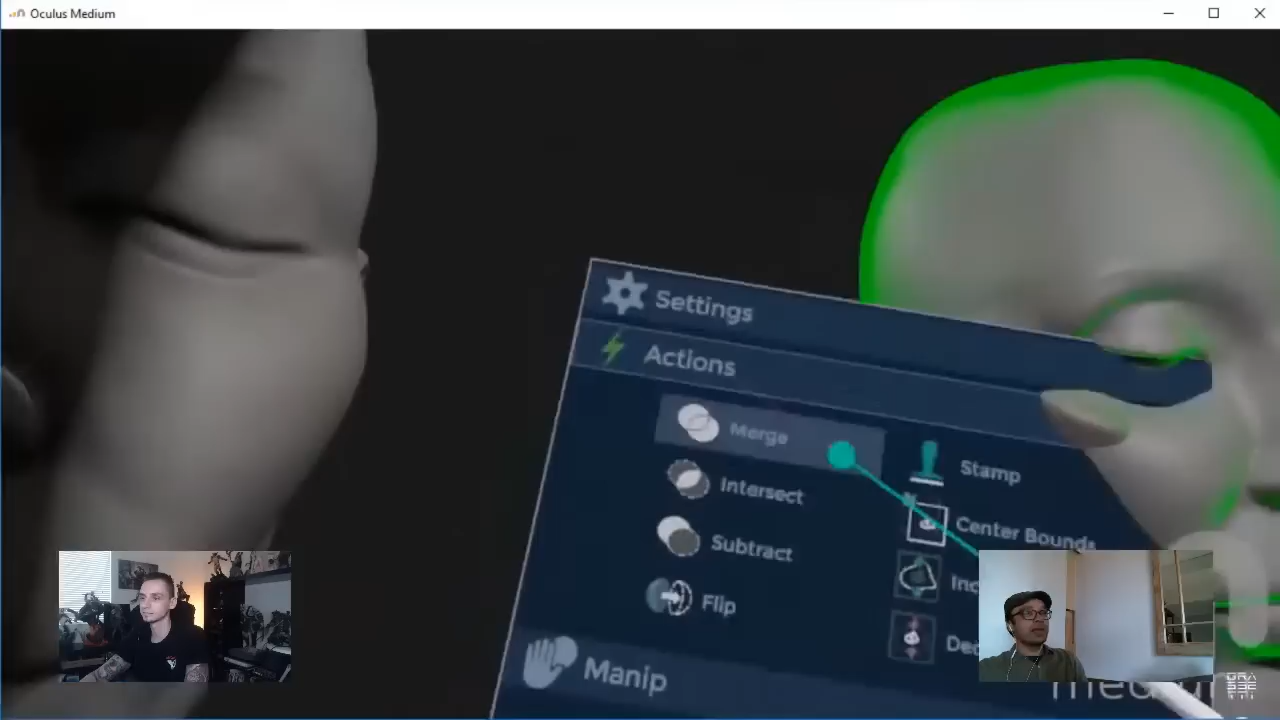 Oculus Medium
Settings
Actions
Merge
Stamp
Intersect
Center Bounds
Subtract
Flip
Manip